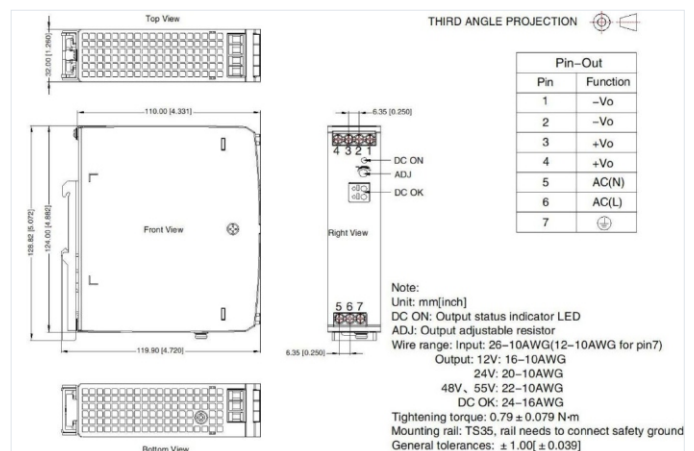 Top View
THIRD ANGLE PROJECTION
32.00 [1.260]
Pin-Out
Pin Function
1 -Vo
2 -Vo
3 +Vo
4 +Vo
5 AC(N)
6 AC(L)
7
110.00 [4.331]
6.35 [0.250]
4 3 2 1
DC ON
ADJ
DC OK
128.82 [5.072]
124.00 [4.882]
Front View
Right View
5 6 7
6.35 [0.250]
119.90 [4.720]
Bottom View
Note:
Unit: mm[inch]
DC ON: Output status indicator LED
ADJ: Output adjustable resistor
Wire range: Input: 26-10AWG(12-10AWG for pin7)
Output: 12V: 16-10AWG
24V: 20-10AWG
48V、55V: 22-10AWG
DC OK: 24-16AWG
Tightening torque: 0.79 ± 0.079 N·m
Mounting rail: TS35, rail needs to connect safety ground
General tolerances: ± 1.00[ ± 0.039]